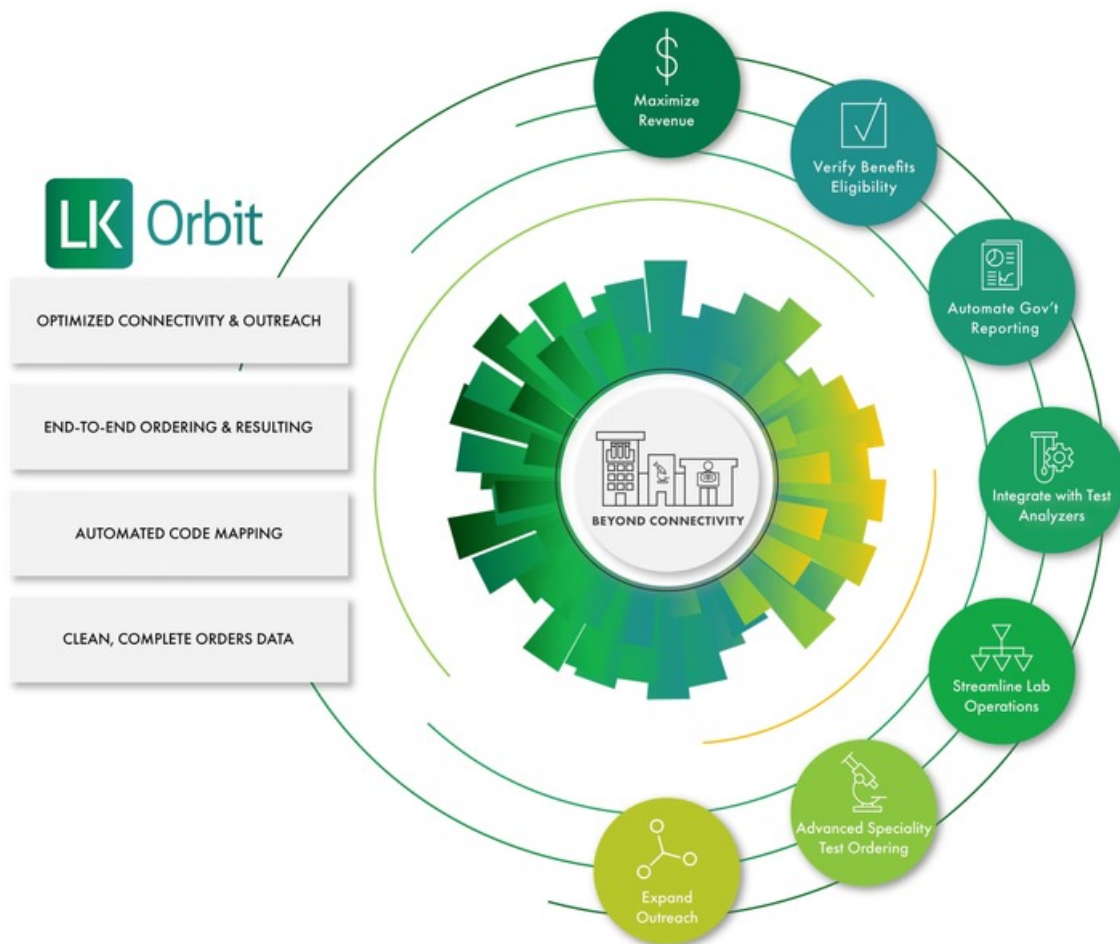 LK Orbit
OPTIMIZED CONNECTIVITY & OUTREACH
END-TO-END ORDERING & RESULTING
AUTOMATED CODE MAPPING
CLEAN, COMPLETE ORDERS DATA
BEYOND CONNECTIVITY
Maximize
Revenue
Verify Benefits
Eligibility
Automate Gov't
Reporting
Integrate with Test
Analyzers
Streamline Lab
Operations
Advanced Speciality
Test Ordering
Expand
Outreach